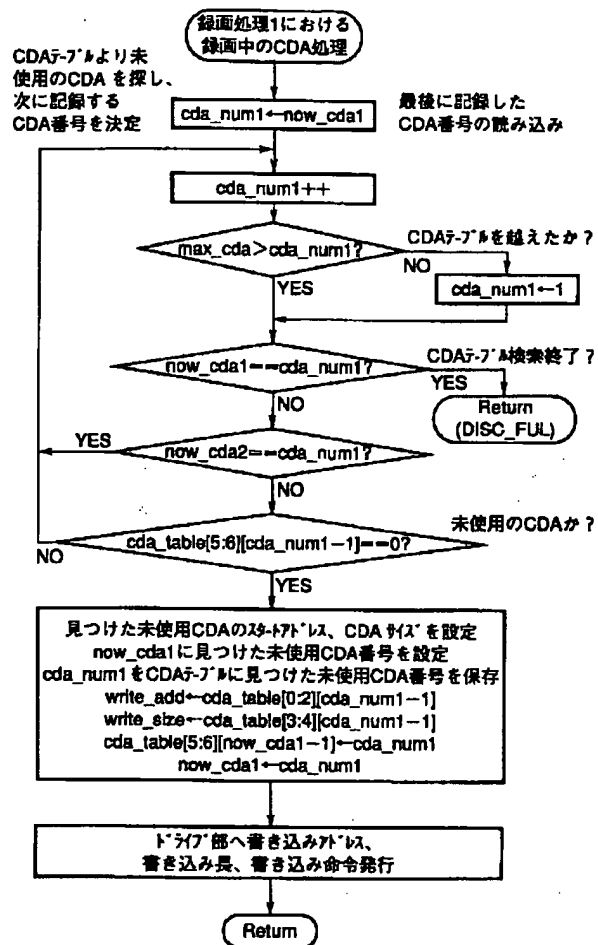 録画処理1における
録画中のCDA処理
CDAﾃｰﾌﾞﾙより未
使用のCDA を探し、
次に記録する
CDA番号を決定
cda_num1←now_cda1
最後に記録した
CDA番号の読み込み
cda_num1++
max_cda>cda_num1?
CDAﾃｰﾌﾞﾙを越えたか？
NO
YES
cda_num1←1
now_cda1==cda_num1?
CDAﾃｰﾌﾞﾙ検索終了？
YES
NO
Return
(DISC_FUL)
YES
now_cda2==cda_num1?
NO
未使用のCDAか？
cda_table[5:6][cda_num1−1]==0?
NO
YES
見つけた未使用CDAのｽﾀｰﾄｱﾄﾞﾚｽ、CDA ｻｲｽﾞを設定
now_cda1に見つけた未使用CDA番号を設定
cda_num1をCDAﾃｰﾌﾞﾙに見つけた未使用CDA番号を保存
write_add←cda_table[0:2][cda_num1−1]
write_size←cda_table[3:4][cda_num1−1]
cda_table[5:6][now_cda1−1]←cda_num1
now_cda1←cda_num1
ﾄﾞﾗｲﾌﾞ部へ書き込みｱﾄﾞﾚｽ、
書き込み長、書き込み命令発行
Return